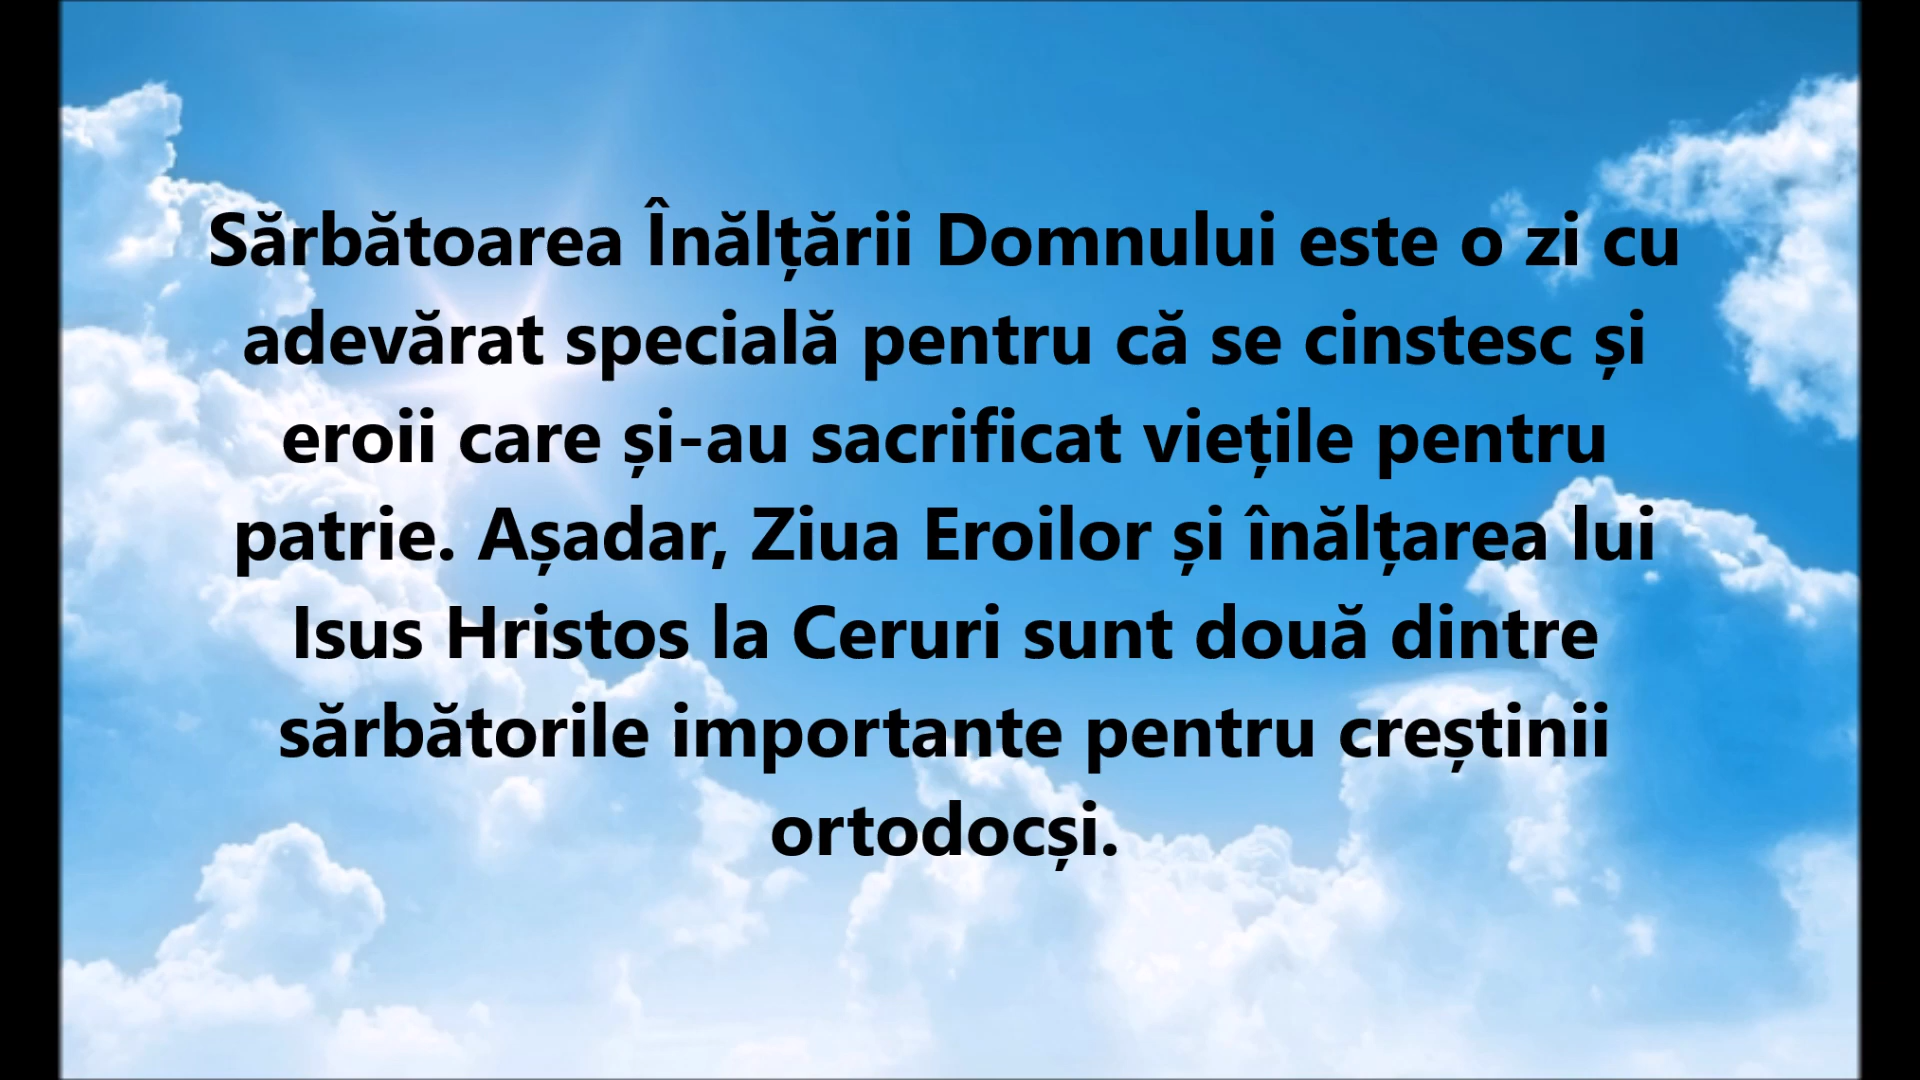 Sărbătoarea Înălțării Domnului este o zi cu
adevărat specială pentru că se cinstesc și
eroii care și-au sacrificat viețile pentru
patrie. Așadar, Ziua Eroilor și înălțarea lui
Isus Hristos la Ceruri sunt două dintre
sărbătorile importante pentru creștinii
ortodocși.